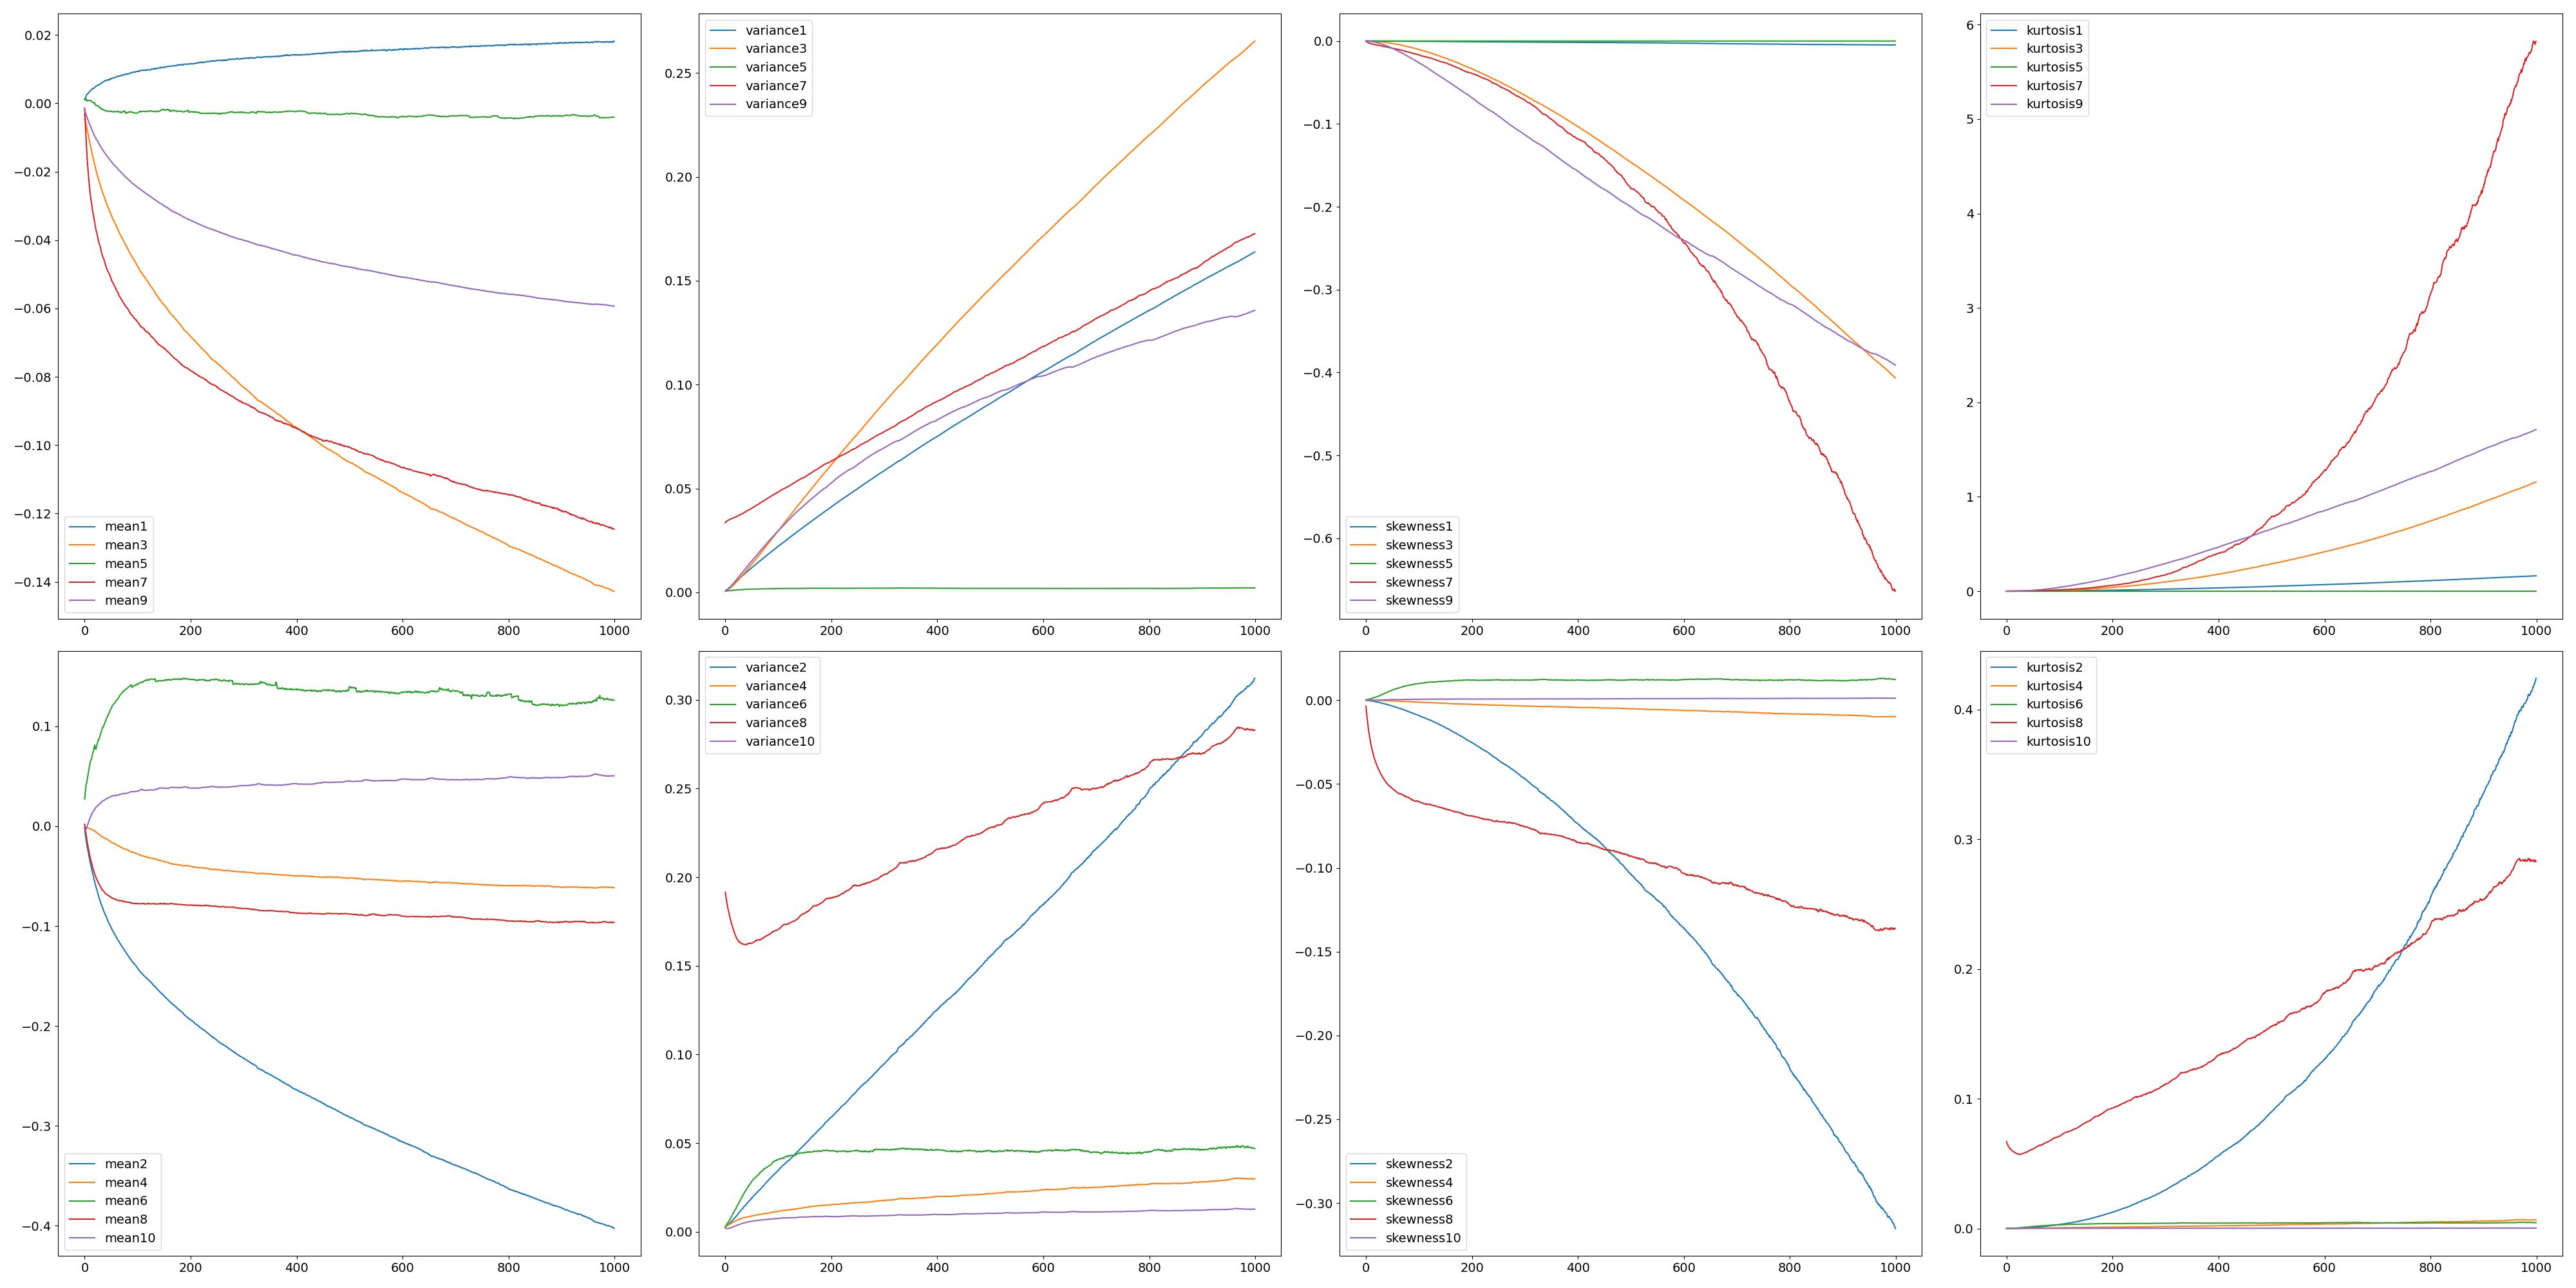 0.02
0.00
−0.02
−0.04
−0.06
−0.08
−0.10
−0.12
−0.14
mean1
mean3
mean5
mean7
mean9
0 200 400 600 800 1000
0.25
0.20
0.15
0.10
0.05
0.00
variance1
variance3
variance5
variance7
variance9
0 200 400 600 800 1000
0.0
−0.1
−0.2
−0.3
−0.4
−0.5
−0.6
skewness1
skewness3
skewness5
skewness7
skewness9
0 200 400 600 800 1000
6
5
4
3
2
1
0
kurtosis1
kurtosis3
kurtosis5
kurtosis7
kurtosis9
0 200 400 600 800 1000
0.1
0.0
−0.1
−0.2
−0.3
−0.4
mean2
mean4
mean6
mean8
mean10
0 200 400 600 800 1000
0.30
0.25
0.20
0.15
0.10
0.05
0.00
variance2
variance4
variance6
variance8
variance10
0 200 400 600 800 1000
0.00
−0.05
−0.10
−0.15
−0.20
−0.25
−0.30
skewness2
skewness4
skewness6
skewness8
skewness10
0 200 400 600 800 1000
0.4
0.3
0.2
0.1
0.0
kurtosis2
kurtosis4
kurtosis6
kurtosis8
kurtosis10
0 200 400 600 800 1000